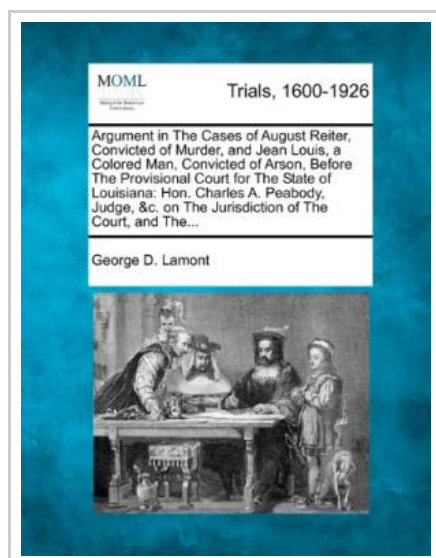 MOML
Trials, 1600-1926
Argument in The Cases of August Reiter,
Convicted of Murder, and Jean Louis, a
Colored Man, Convicted of Arson, Before
The Provisional Court for The State of
Louisiana: Hon. Charles A. Peabody,
Judge, &c. on The Jurisdiction of The
Court, and The...
George D. Lamont